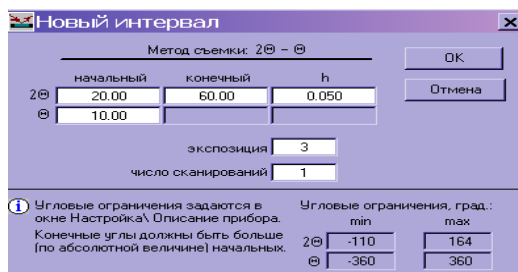 Новый интервал
Метод съемки: 2Θ – Θ
OK
начальный конечный h
2Θ 20.00 60.00 0.050
Отмена
Θ 10.00
экспозиция 3
число сканирований 1
Угловые ограничения задаются в
окне Настройка\ Описание прибора.
Конечные углы должны быть больше
(по абсолютной величине) начальных.
Угловые ограничения, град.:
min max
2Θ -110 164
Θ -360 360